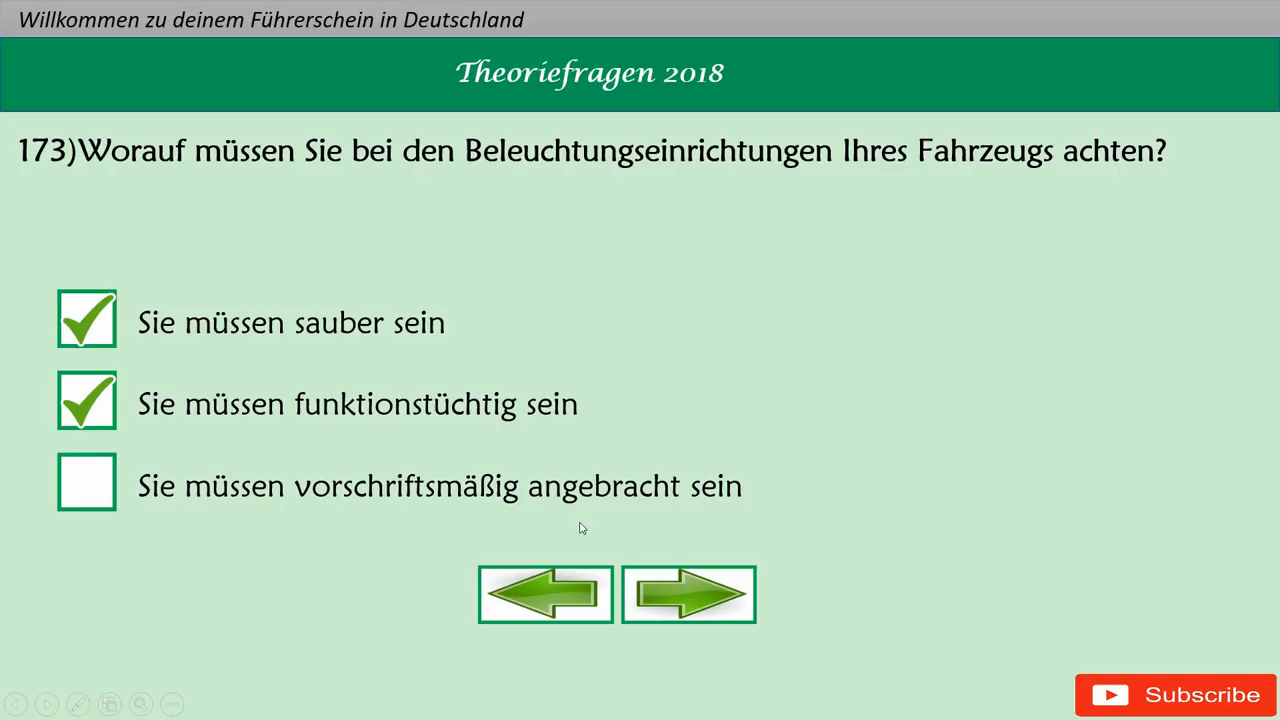 Willkommen zu deinem Führerschein in Deutschland
Theoriefragen 2018
173)Worauf müssen Sie bei den Beleuchtungseinrichtungen Ihres Fahrzeugs achten?
Sie müssen sauber sein
Sie müssen funktionstüchtig sein
Sie müssen vorschriftsmäßig angebracht sein
Subscribe